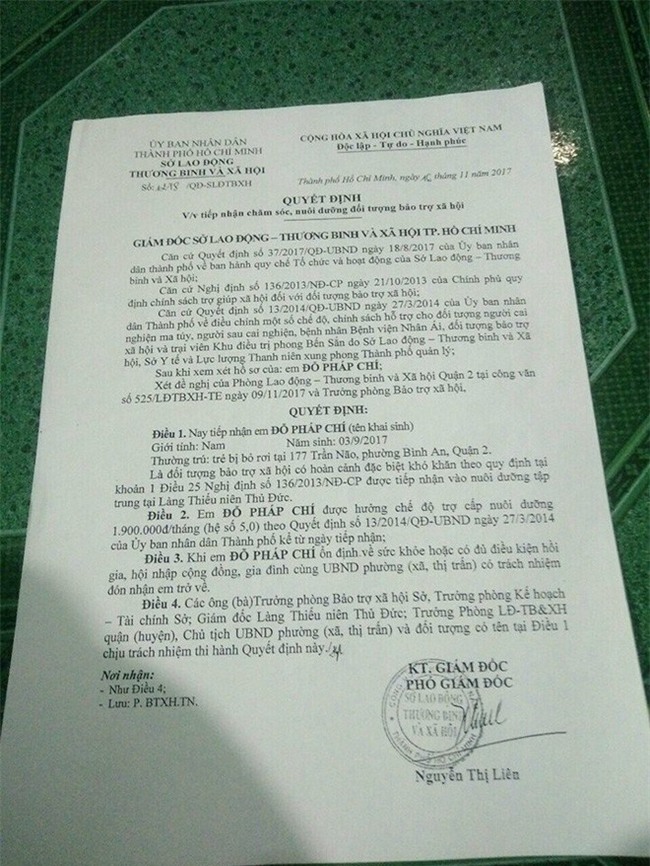 ỦY BAN NHÂN DÂN
THÀNH PHỐ HỒ CHÍ MINH
SỞ LAO ĐỘNG
THƯƠNG BINH VÀ XÃ HỘI
Số: /QĐ-SLĐTBXH
CỘNG HÒA XÃ HỘI CHỦ NGHĨA VIỆT NAM
Độc lập - Tự do - Hạnh phúc
Thành phố Hồ Chí Minh, ngày tháng 11 năm 2017
QUYẾT ĐỊNH
V/v tiếp nhận chăm sóc, nuôi dưỡng đối tượng bảo trợ xã hội
GIÁM ĐỐC SỞ LAO ĐỘNG – THƯƠNG BINH VÀ XÃ HỘI TP. HỒ CHÍ MINH
Căn cứ Quyết định số 37/2017/QĐ-UBND ngày 18/8/2017 của Ủy ban nhân
dân thành phố về ban hành quy chế Tổ chức và hoạt động của Sở Lao động – Thương
binh và Xã hội;
Căn cứ Nghị định số 136/2013/NĐ-CP ngày 21/10/2013 của Chính phủ quy
định chính sách trợ giúp xã hội đối với đối tượng bảo trợ xã hội;
Căn cứ Quyết định số 13/2014/QĐ-UBND ngày 27/3/2014 của Ủy ban nhân
dân Thành phố về điều chỉnh một số chế độ, chính sách hỗ trợ cho đối tượng người cai
nghiện ma túy, người sau cai nghiện, bệnh nhân Bệnh viện Nhân Ái, đối tượng bảo trợ
xã hội và trại viên Khu điều trị phong Bến Sắn do Sở Lao động – Thương binh và Xã
hội, Sở Y tế và Lực lượng Thanh niên xung phong Thành phố quản lý;
Sau khi xem xét hồ sơ của: em ĐỖ PHÁP CHÍ;
Xét đề nghị của Phòng Lao động – Thương binh và Xã hội Quận 2 tại công văn
số 525/LĐTBXH-TE ngày 09/11/2017 và Trưởng phòng Bảo trợ xã hội,
QUYẾT ĐỊNH:
Điều 1. Nay tiếp nhận em ĐỖ PHÁP CHÍ (tên khai sinh)
Giới tính: Nam Năm sinh: 03/9/2017
Thường trú: trẻ bị bỏ rơi tại 177 Trần Não, phường Bình An, Quận 2.
Là đối tượng bảo trợ xã hội có hoàn cảnh đặc biệt khó khăn theo quy định tại
khoản 1 Điều 25 Nghị định số 136/2013/NĐ-CP được tiếp nhận vào nuôi dưỡng tập
trung tại Làng Thiếu niên Thủ Đức.
Điều 2. Em ĐỖ PHÁP CHÍ được hưởng chế độ trợ cấp nuôi dưỡng
1.900.000đ/tháng (hệ số 5,0) theo Quyết định số 13/2014/QĐ-UBND ngày 27/3/2014
của Ủy ban nhân dân Thành phố kể từ ngày tiếp nhận;
Điều 3. Khi em ĐỖ PHÁP CHÍ ổn định về sức khỏe hoặc có đủ điều kiện hồi
gia, hội nhập cộng đồng, gia đình cùng UBND phường (xã, thị trấn) có trách nhiệm
đón nhận em trở về.
Điều 4. Các ông (bà)Trưởng phòng Bảo trợ xã hội Sở, Trưởng phòng Kế hoạch
– Tài chính Sở; Giám đốc Làng Thiếu niên Thủ Đức; Trưởng Phòng LĐ-TB&XH
quận (huyện), Chủ tịch UBND phường (xã, thị trấn) và đối tượng có tên tại Điều 1
chịu trách nhiệm thi hành Quyết định này./.
Nơi nhận:
- Như Điều 4;
- Lưu: P. BTXH.TN.
KT. GIÁM ĐỐC
PHÓ GIÁM ĐỐC
SỞ LAO ĐỘNG
THƯƠNG BINH
VÀ XÃ HỘI
Nguyễn Thị Liên